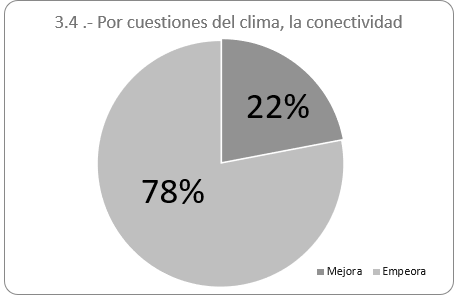 3.4 .- Por cuestiones del clima, la conectividad
22%
78%
Mejora
Empeora